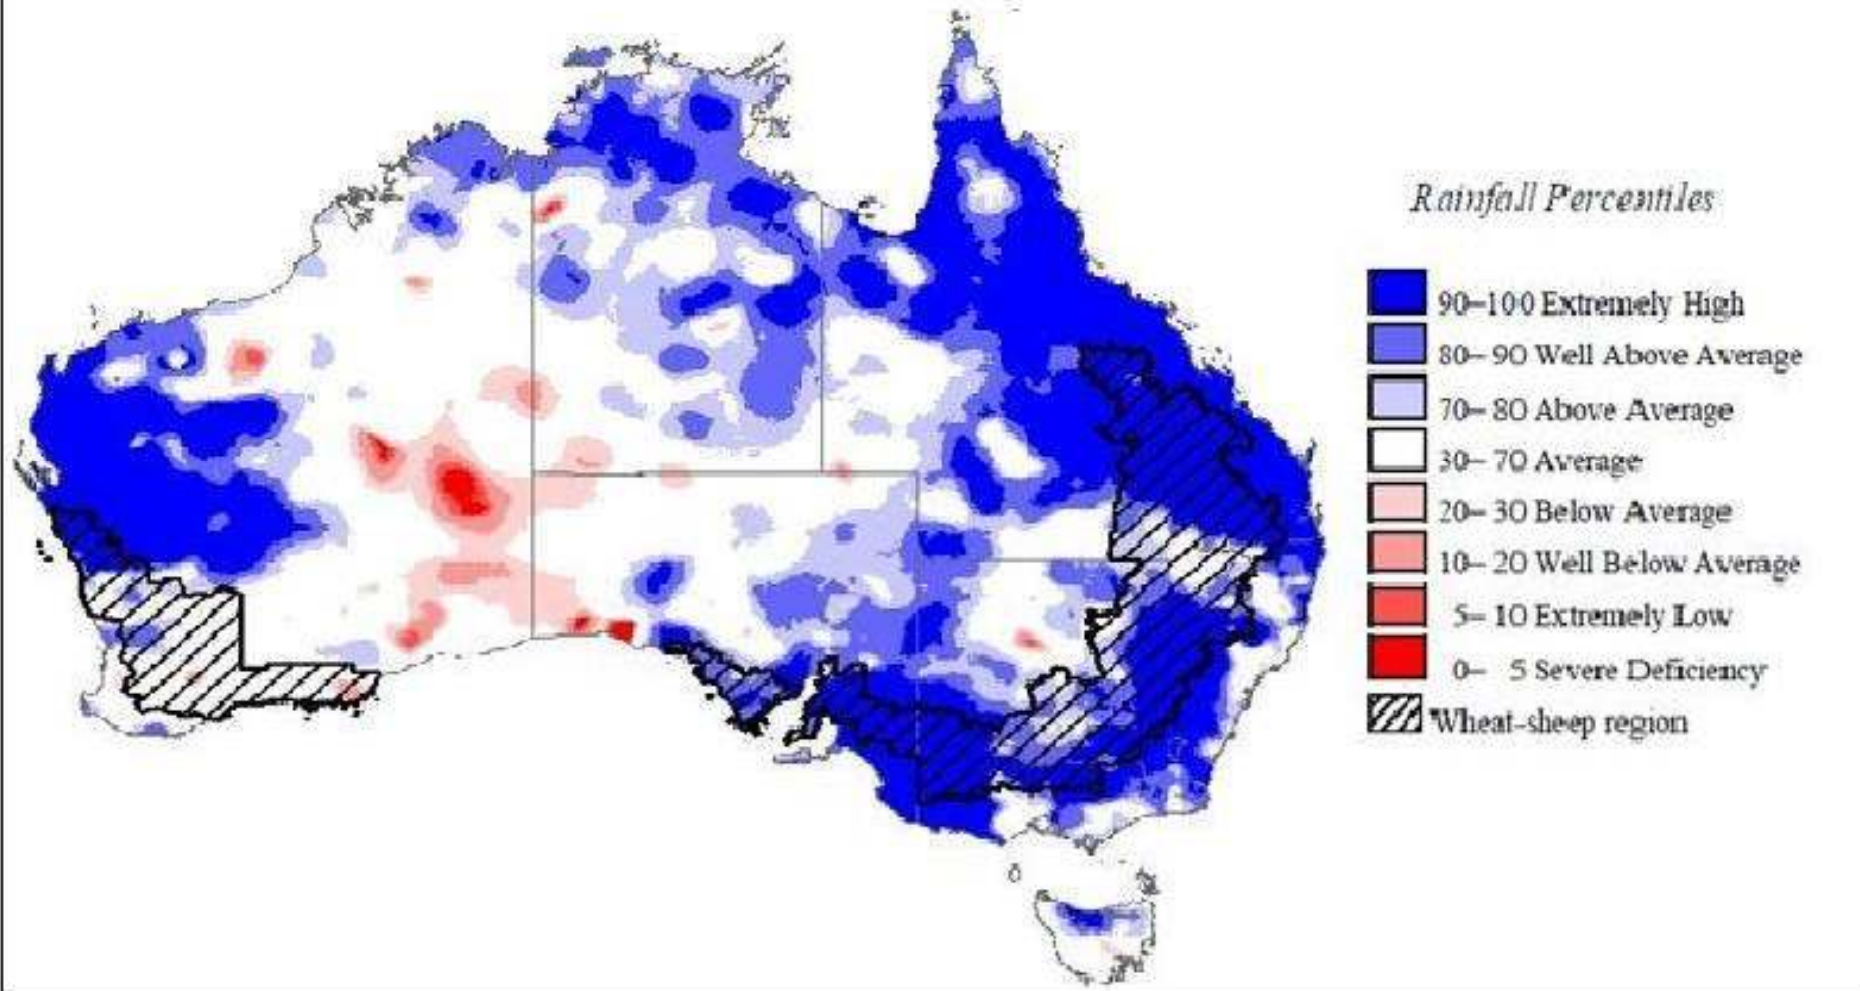 Rainfall Percentiles
90-100 Extremely High
80-90 Well Above Average
70-80 Above Average
30-70 Average
20-30 Below Average
10-20 Well Below Average
5-10 Extremely Low
0- 5 Severe Deficiency
Wheat-sheep region